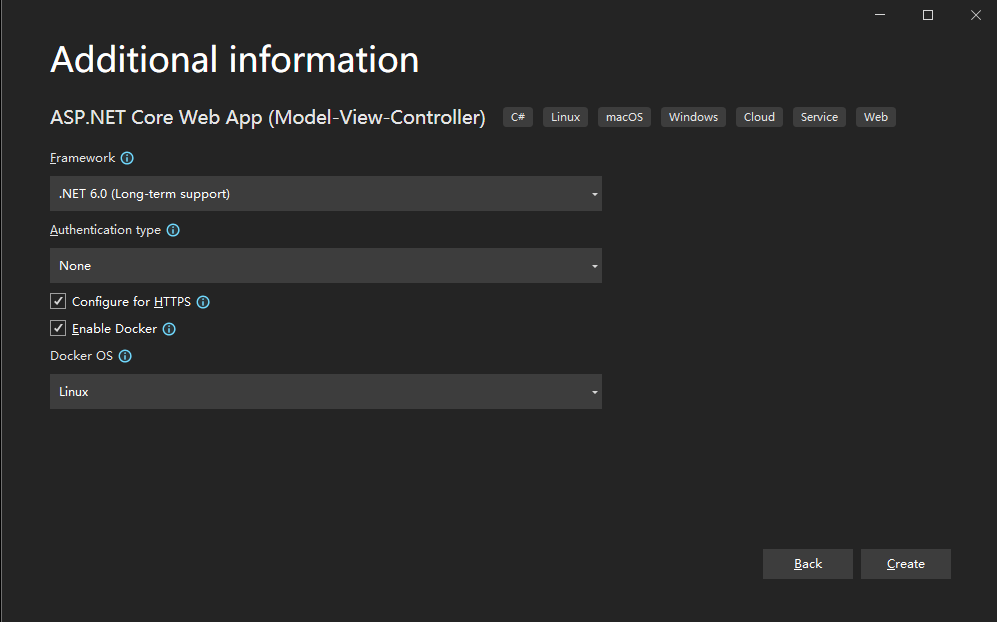 Additional information
ASP.NET Core Web App (Model-View-Controller) C# Linux macOS Windows Cloud Service Web
Framework
.NET 6.0 (Long-term support)
Authentication type
None
Configure for HTTPS
Enable Docker
Docker OS
Linux
Back Create